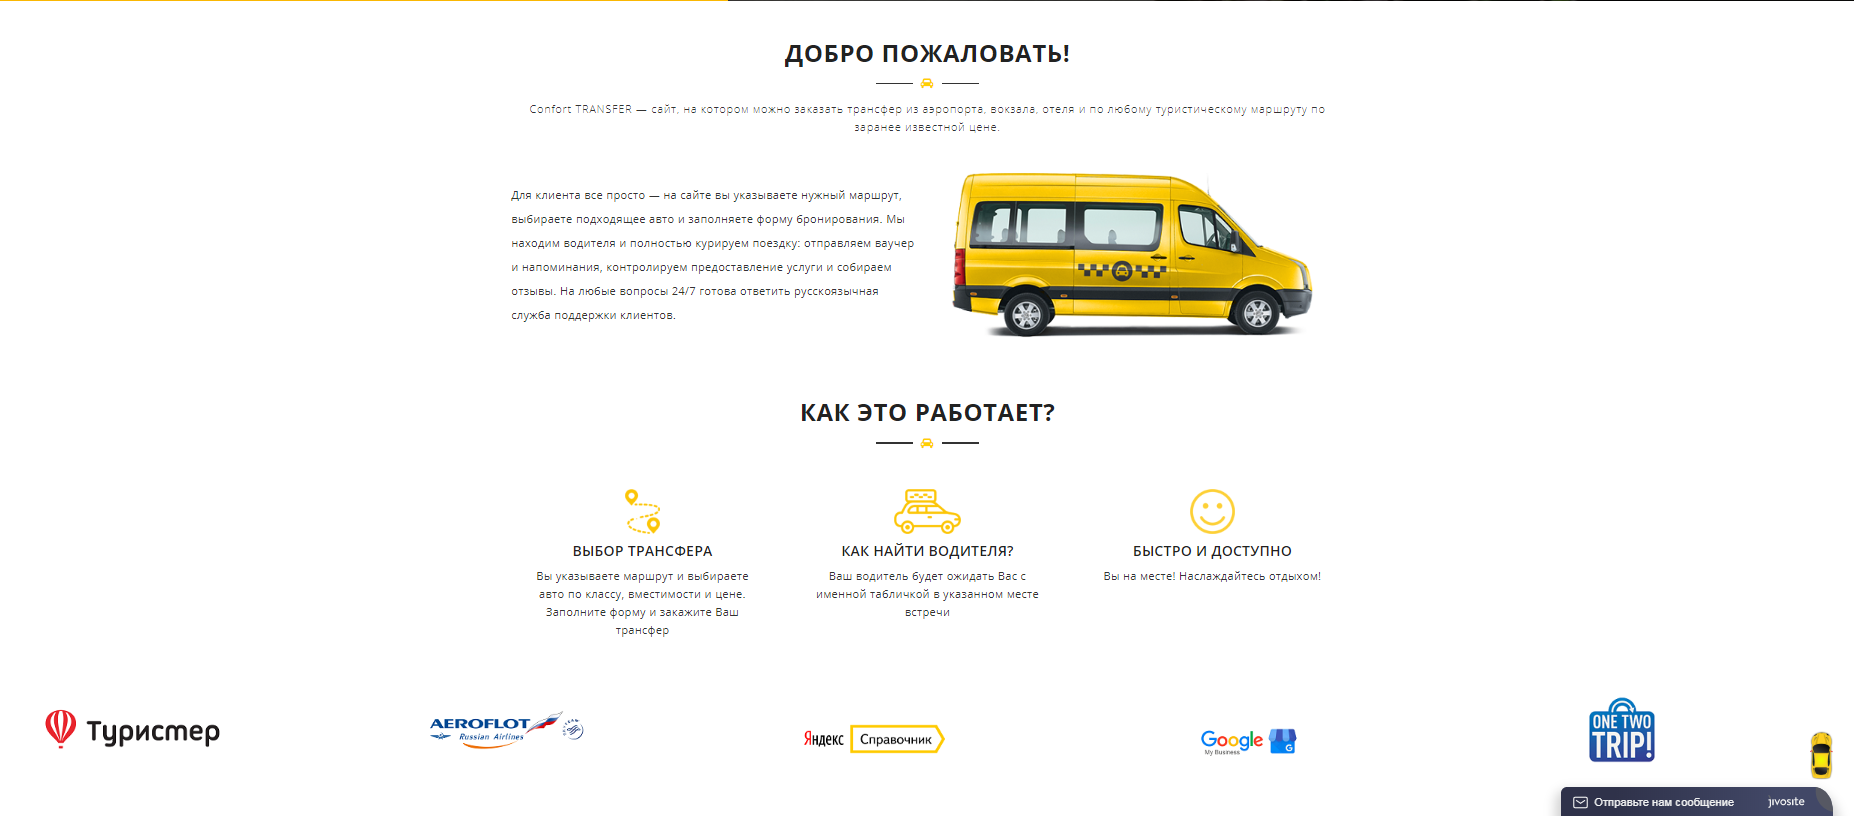 ДОБРО ПОЖАЛОВАТЬ!
Confort TRANSFER — сайт, на котором можно заказать трансфер из аэропорта, вокзала, отеля и по любому туристическому маршруту по
заранее известной цене.
Для клиента все просто — на сайте вы указываете нужный маршрут,
выбираете подходящее авто и заполняете форму бронирования. Мы
находим водителя и полностью курируем поездку: отправляем ваучер
и напоминания, контролируем предоставление услуги и собираем
отзывы. На любые вопросы 24/7 готова ответить русскоязычная
служба поддержки клиентов.
КАК ЭТО РАБОТАЕТ?
ВЫБОР ТРАНСФЕРА
Вы указываете маршрут и выбираете
авто по классу, вместимости и цене.
Заполните форму и закажите Ваш
трансфер
КАК НАЙТИ ВОДИТЕЛЯ?
Ваш водитель будет ожидать Вас с
именной табличкой в указанном месте
встречи
БЫСТРО И ДОСТУПНО
Вы на месте! Наслаждайтесь отдыхом!
Туристер
AEROFLOT
Russian Airlines
Яндекс Справочник
Google
My Business
G
ONE TWO
TRIP!
Отправьте нам сообщение
jivosite